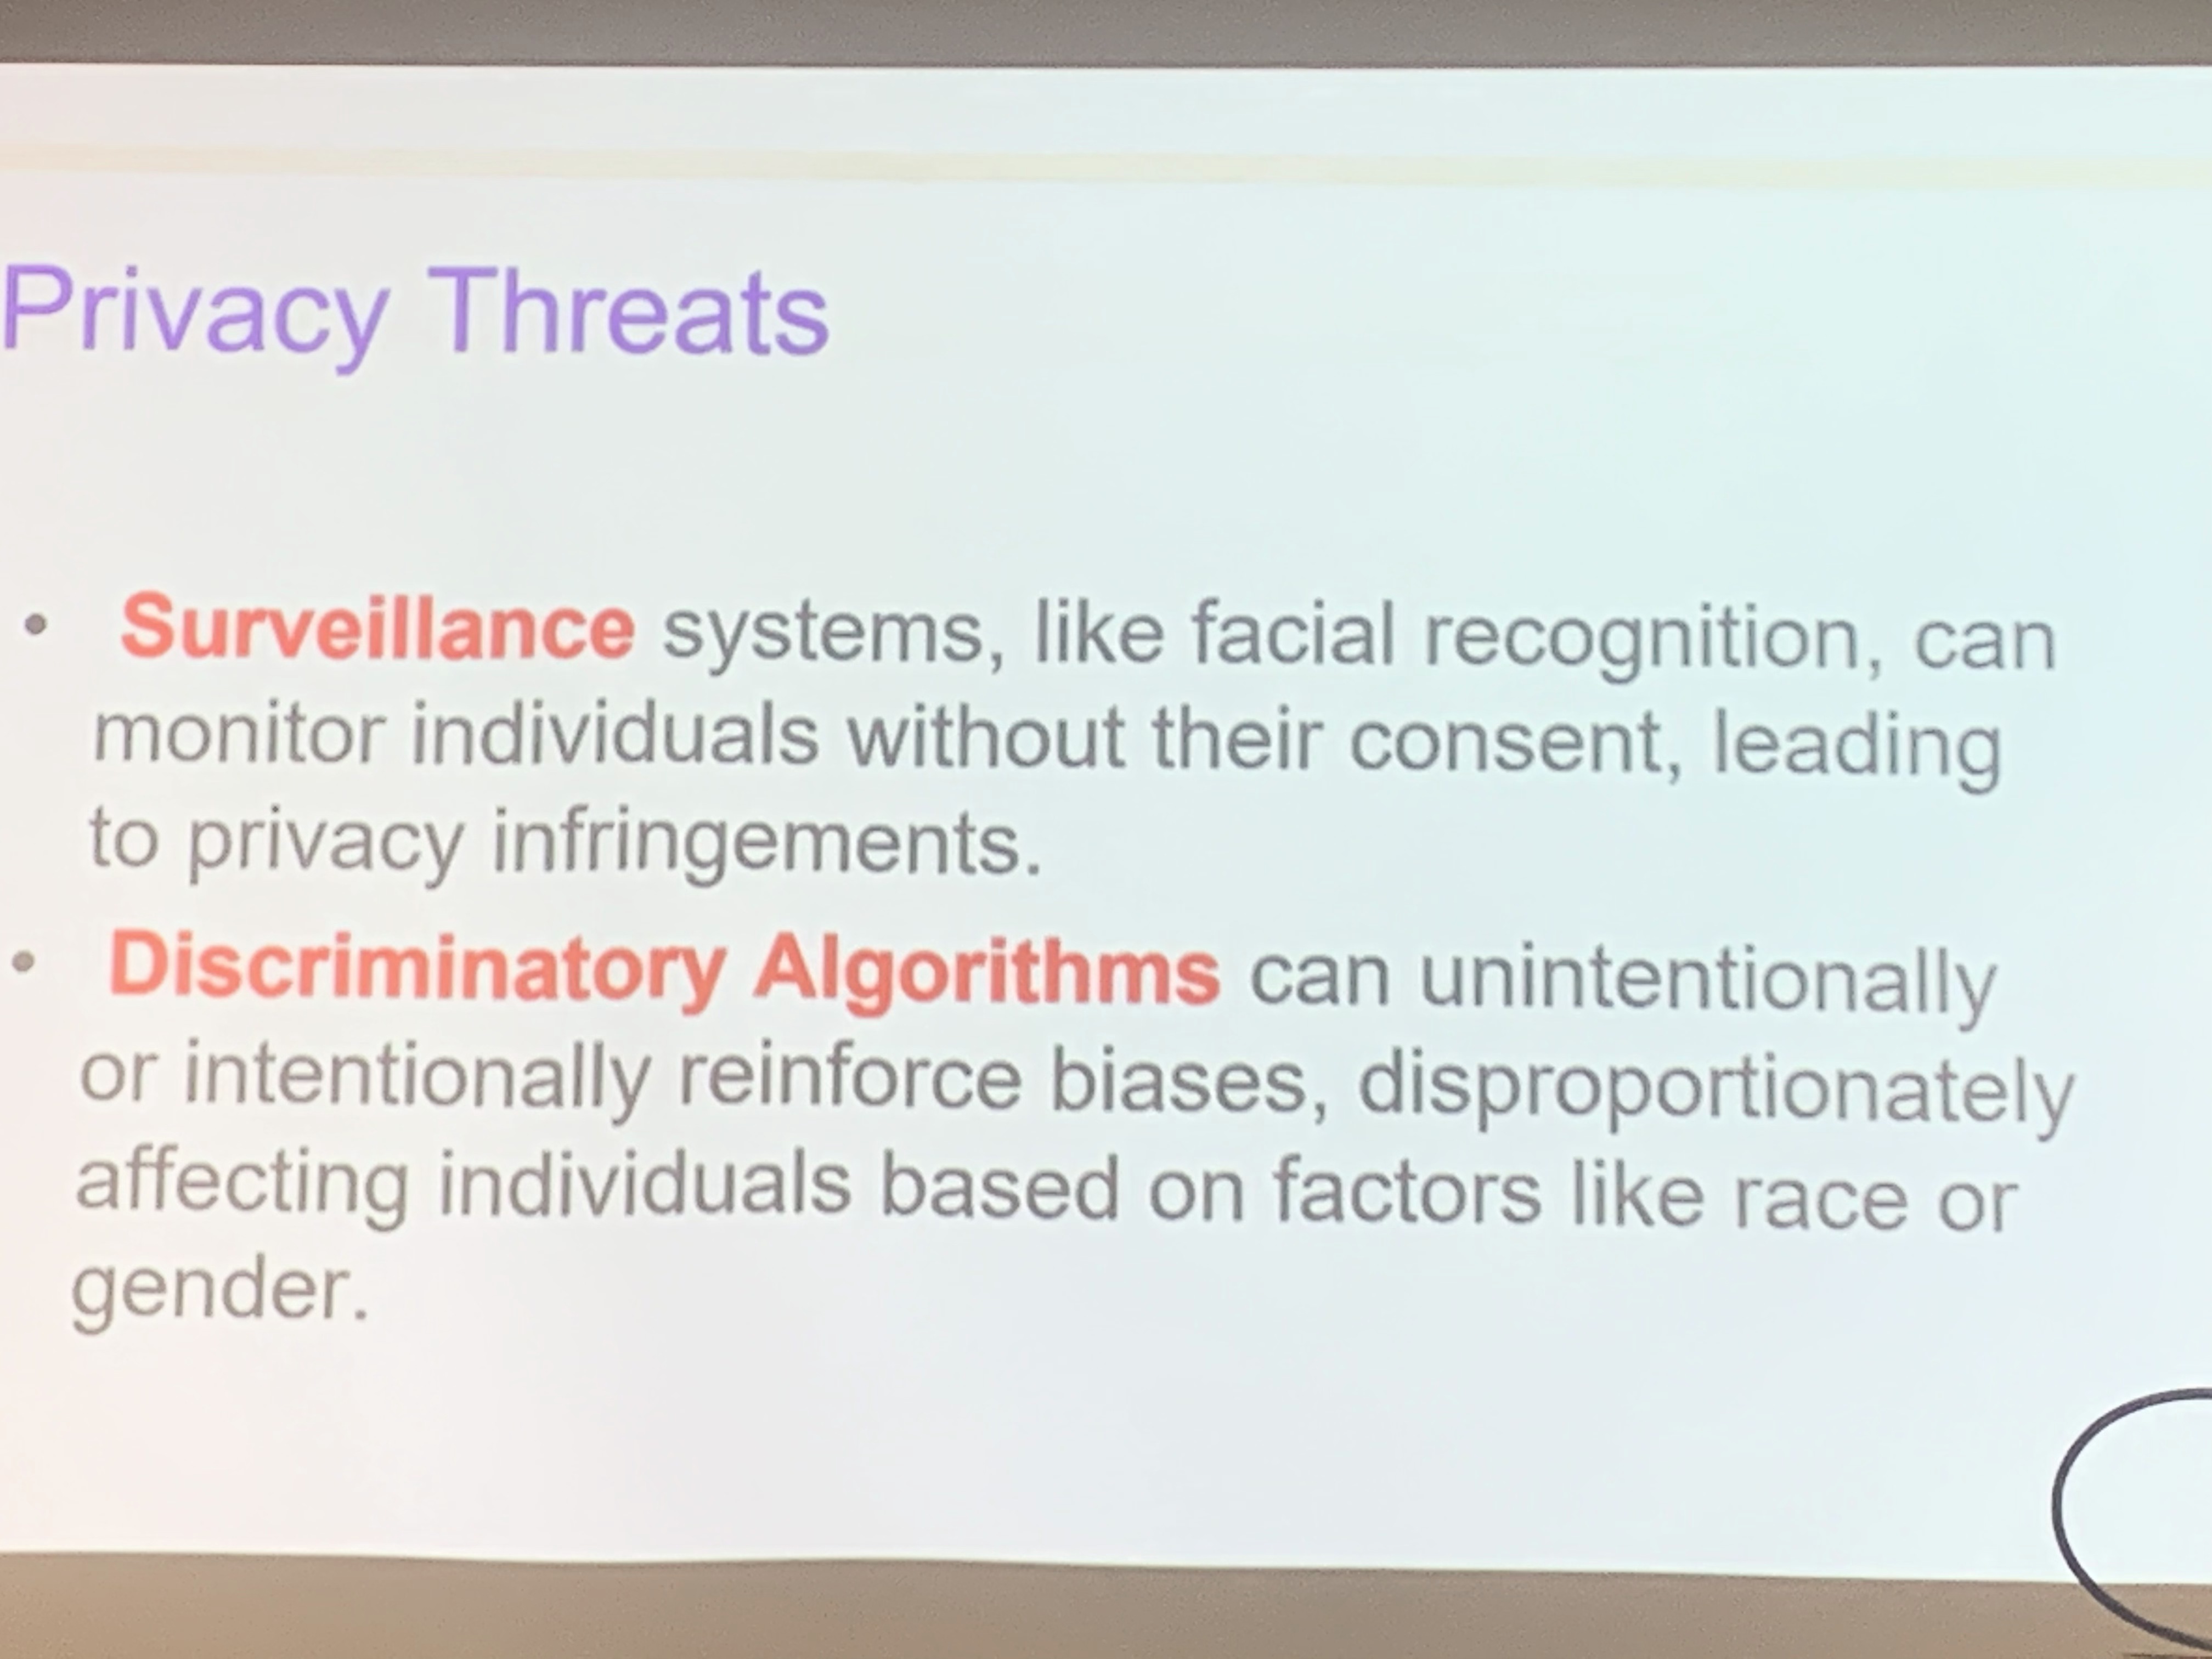 Privacy Threats
• Surveillance systems, like facial recognition, can
monitor individuals without their consent, leading
to privacy infringements.
• Discriminatory Algorithms can unintentionally
or intentionally reinforce biases, disproportionately
affecting individuals based on factors like race or
gender.